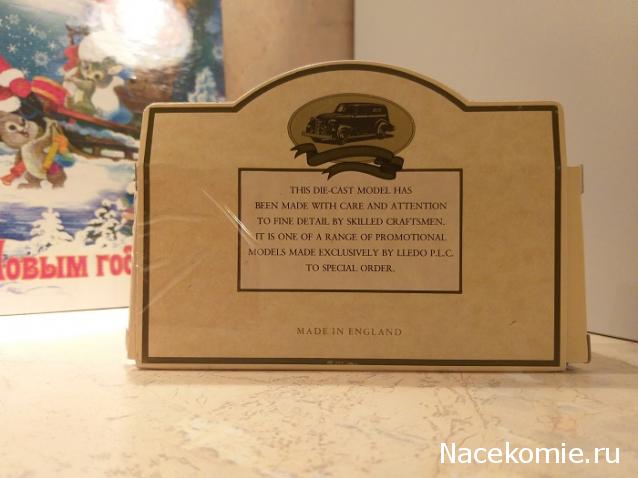 THIS DIE-CAST MODEL HAS
BEEN MADE WITH CARE AND ATTENTION
TO FINE DETAIL BY SKILLED CRAFTSMEN.
IT IS ONE OF A RANGE OF PROMOTIONAL
MODELS MADE EXCLUSIVELY BY LLEDO P.L.C.
TO SPECIAL ORDER.
MADE IN ENGLAND
НОВЫМ ГОД
Nacekomie.ru